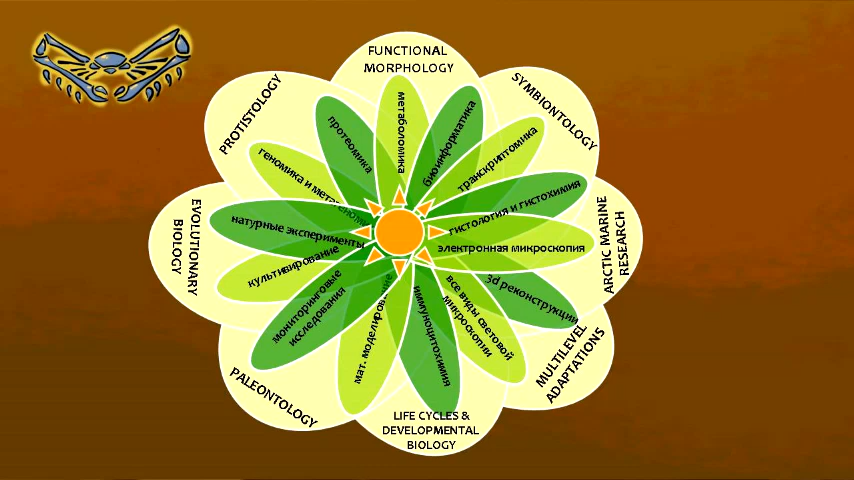 FUNCTIONAL
MORPHOLOGY
SYMBIONTOLOGY
ARCTIC MARINE
RESEARCH
MULTILEVEL
ADAPTATIONS
LIFE CYCLES &
DEVELOPMENTAL
BIOLOGY
PALEONTOLOGY
EVOLUTIONARY
BIOLOGY
PROTISTOLOGY
метаболомика
биоинформатика
транскриптомика
гистология и гистохимия
электронная микроскопия
3d реконструкции
все виды световой
микроскопии
иммуноцитохимия
мат. моделирование
мониторинговые
исследования
культивирование
натурные эксперименты
геномика и метагеномика
протеомика